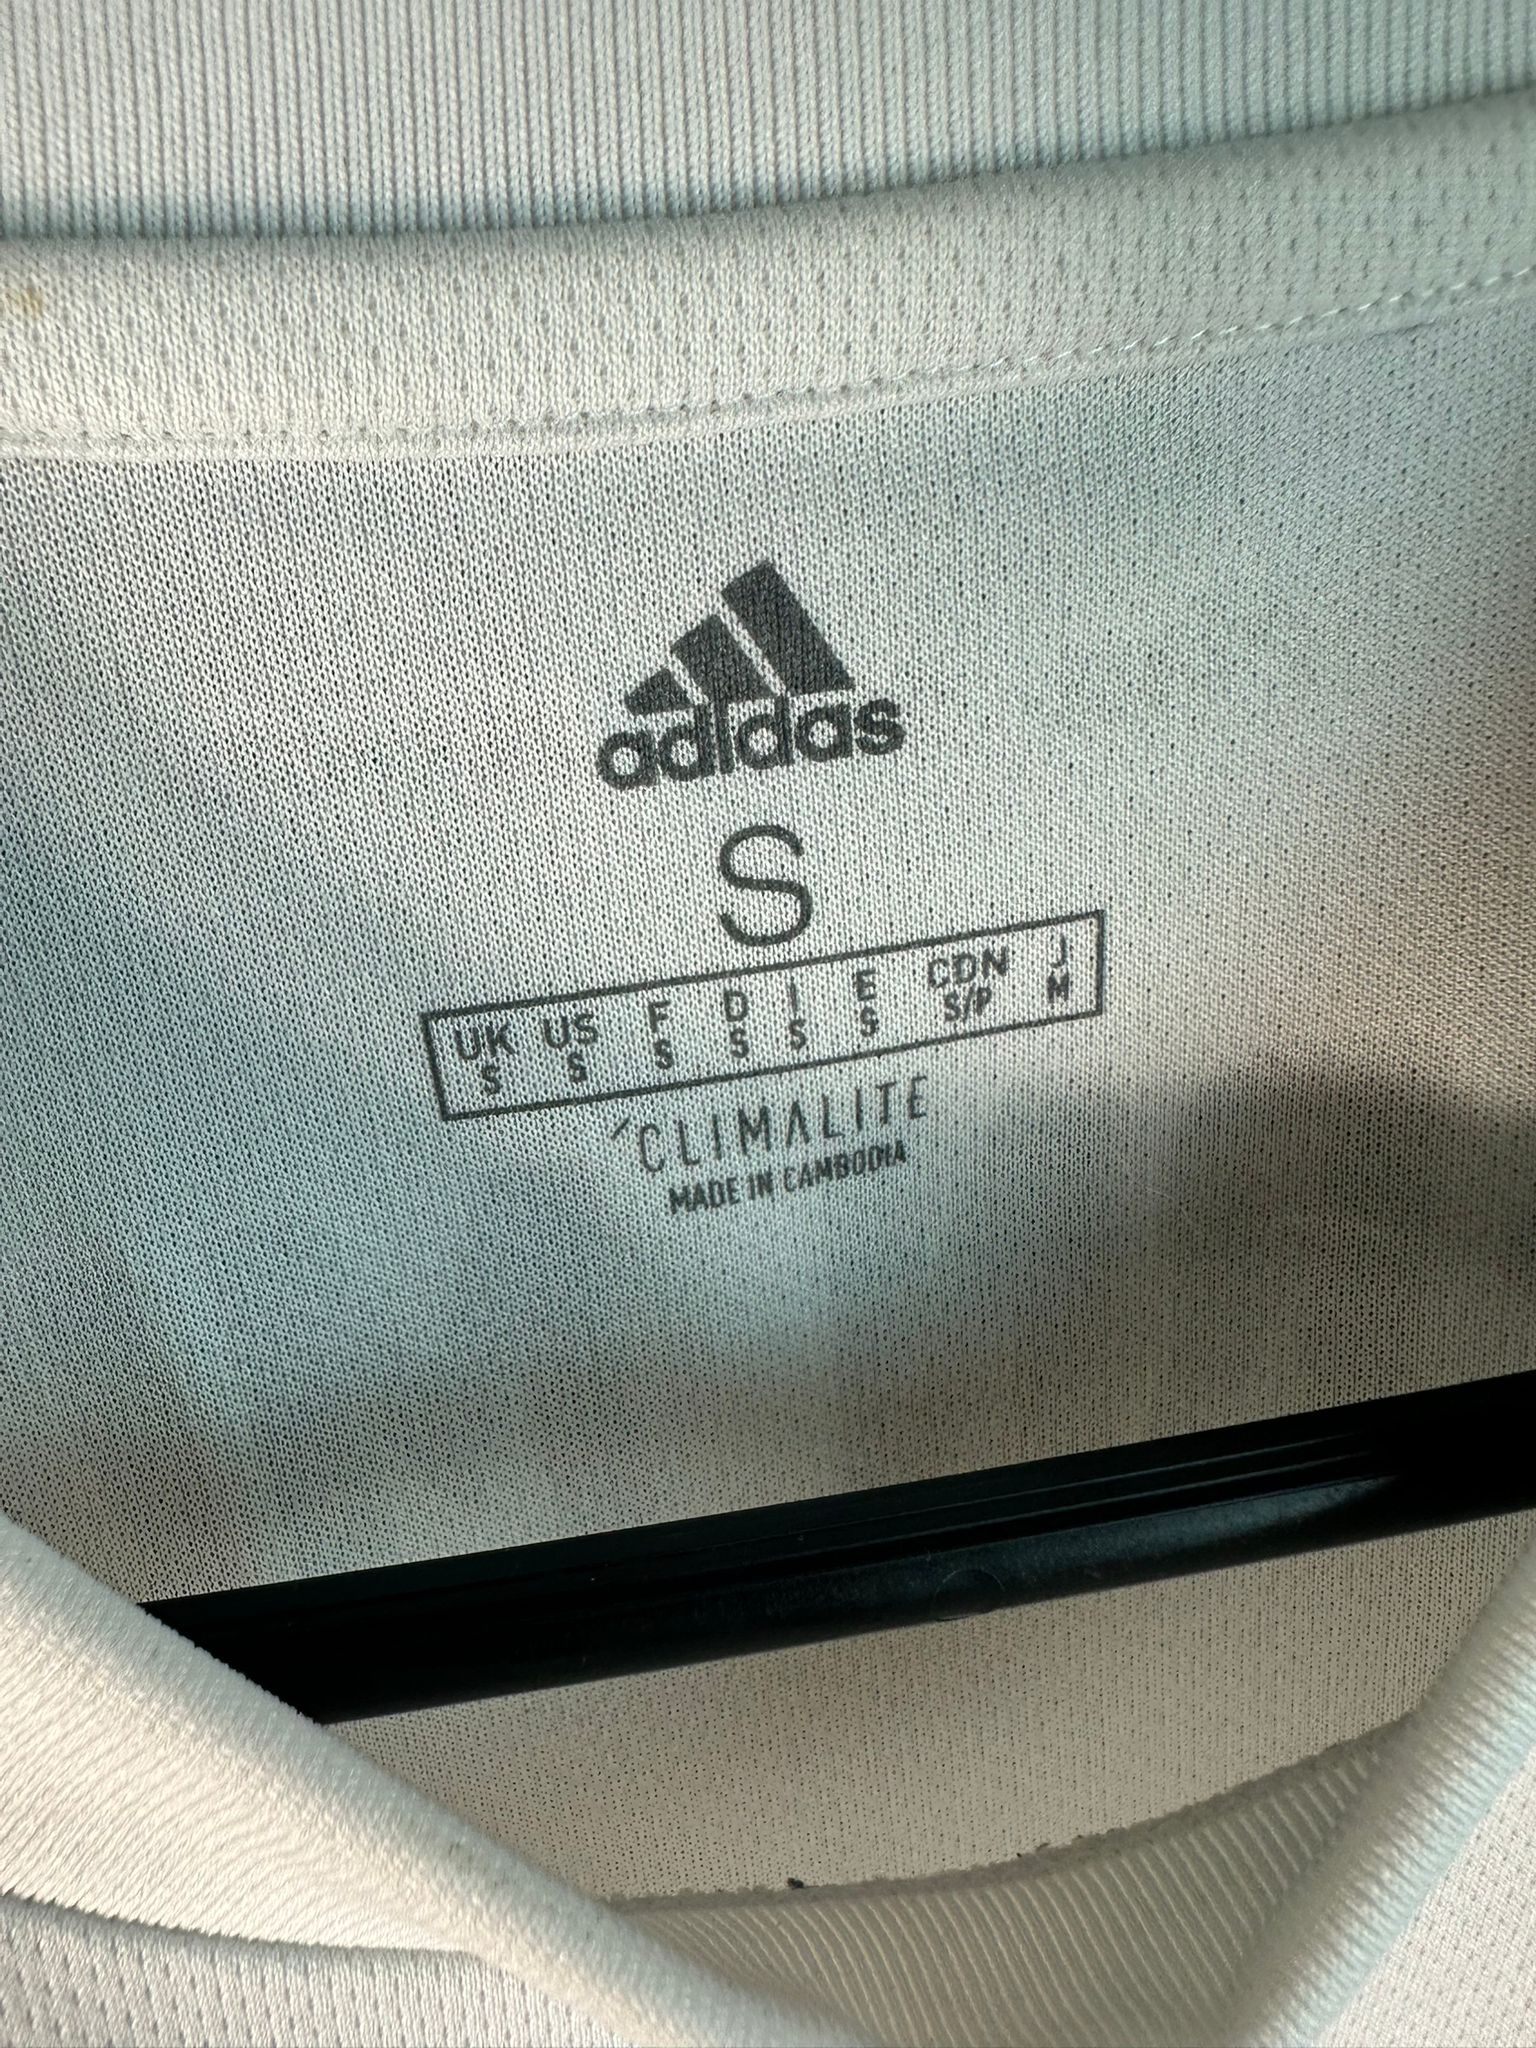 adidas
S
UK US F D I E CDN J
S S S S S S S/P M
CLIMALITE
MADE IN CAMBODIA